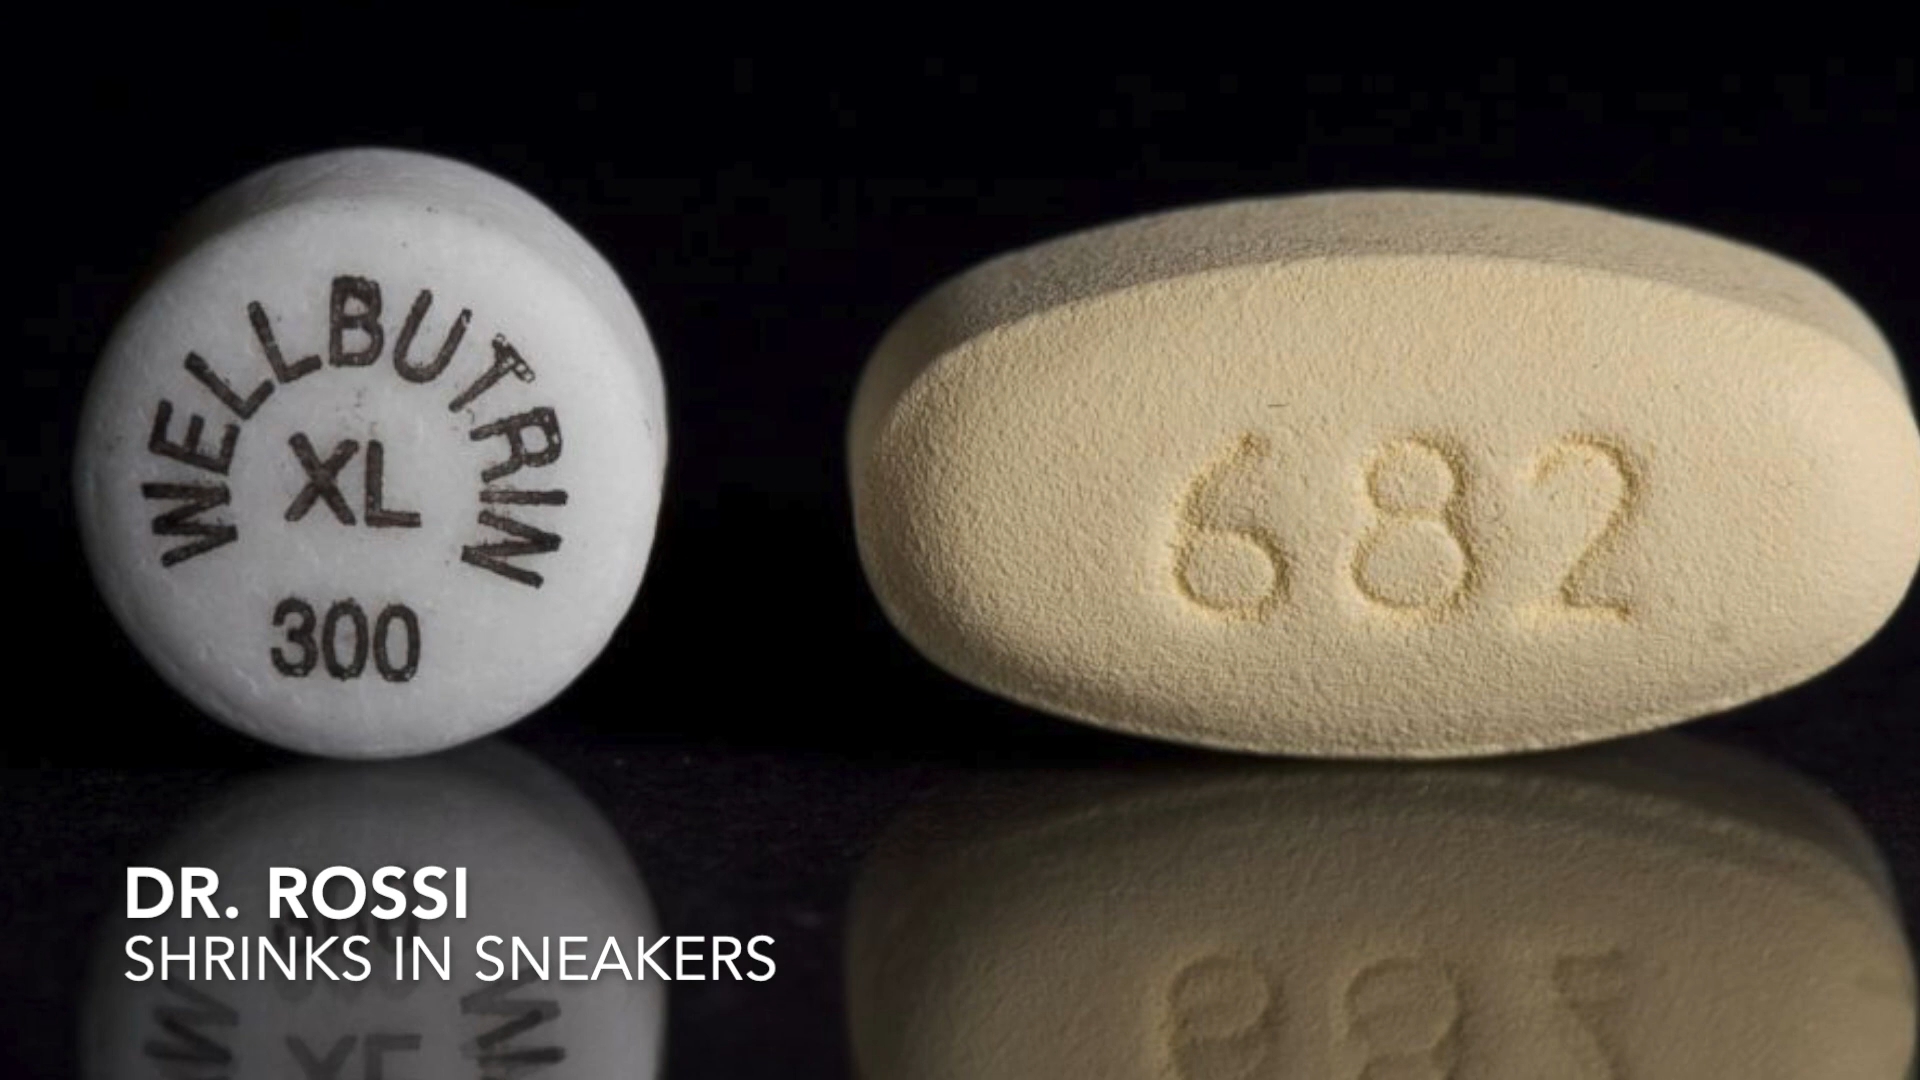 WELLBUTRIN
XL
300
682
DR. ROSSI
SHRINKS IN SNEAKERS